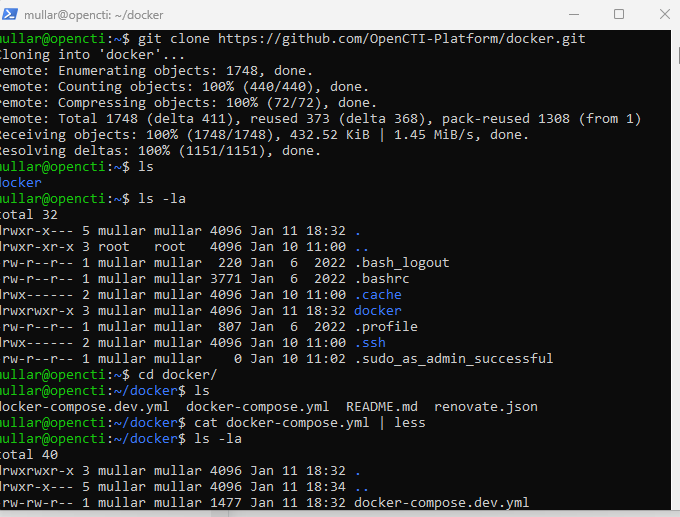 mullar@opencti: ~/docker
mullar@opencti:~$ git clone https://github.com/OpenCTI-Platform/docker.git
Cloning into 'docker'...
remote: Enumerating objects: 1748, done.
remote: Counting objects: 100% (440/440), done.
remote: Compressing objects: 100% (72/72), done.
remote: Total 1748 (delta 411), reused 373 (delta 368), pack-reused 1308 (from 1)
Receiving objects: 100% (1748/1748), 432.52 KiB | 1.45 MiB/s, done.
Resolving deltas: 100% (1151/1151), done.
mullar@opencti:~$ ls
docker
mullar@opencti:~$ ls -la
total 32
drwxr-x--- 5 mullar mullar 4096 Jan 11 18:32 .
drwxr-xr-x 3 root   root   4096 Jan 10 11:00 ..
-rw-r--r-- 1 mullar mullar  220 Jan  6  2022 .bash_logout
-rw-r--r-- 1 mullar mullar 3771 Jan  6  2022 .bashrc
drwx------ 2 mullar mullar 4096 Jan 10 11:00 .cache
drwxrwxr-x 3 mullar mullar 4096 Jan 11 18:32 docker
-rw-r--r-- 1 mullar mullar  807 Jan  6  2022 .profile
drwx------ 2 mullar mullar 4096 Jan 10 11:00 .ssh
-rw-r--r-- 1 mullar mullar    0 Jan 10 11:02 .sudo_as_admin_successful
mullar@opencti:~$ cd docker/
mullar@opencti:~/docker$ ls
docker-compose.dev.yml  docker-compose.yml  README.md  renovate.json
mullar@opencti:~/docker$ cat docker-compose.yml | less
mullar@opencti:~/docker$ ls -la
total 40
drwxrwxr-x 3 mullar mullar 4096 Jan 11 18:32 .
drwxr-x--- 5 mullar mullar 4096 Jan 11 18:34 ..
-rw-rw-r-- 1 mullar mullar 1477 Jan 11 18:32 docker-compose.dev.yml